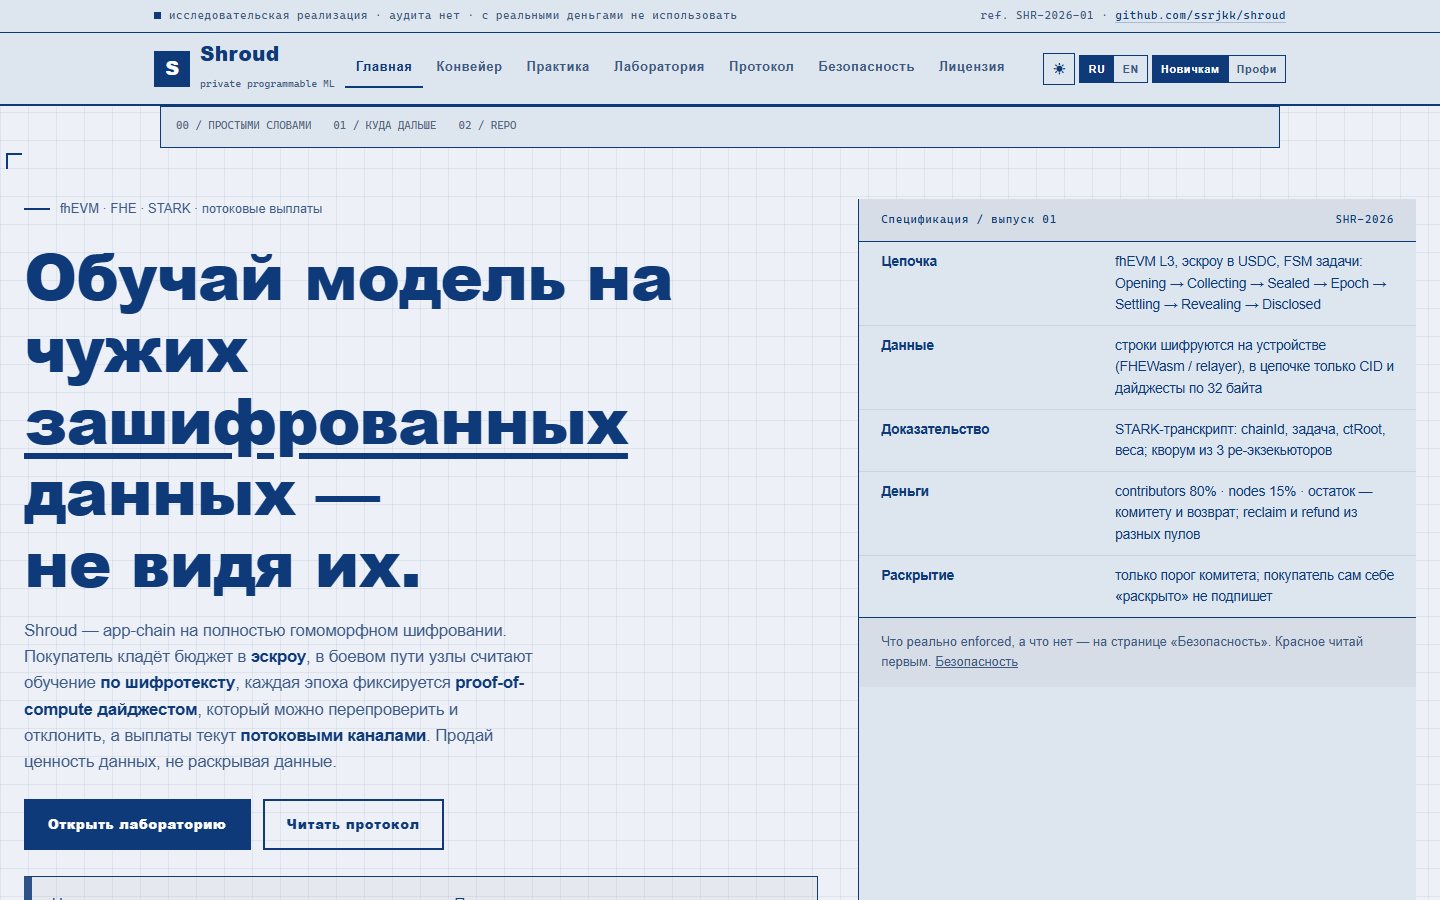 исследовательская реализация · аудита нет · с реальными деньгами не использовать
ref. SHR-2026-01 · github.com/ssrjkk/shroud
S
Shroud
private programmable ML
Главная Конвейер Практика Лаборатория Протокол Безопасность Лицензия
☀ RU EN Новичкам Профи
00 / ПРОСТЫМИ СЛОВАМИ 01 / КУДА ДАЛЬШЕ 02 / REPO
fhEVM · FHE · STARK · потоковые выплаты
Обучай модель на
чужих
зашифрованных
данных —
не видя их.
Shroud — app-chain на полностью гомоморфном шифровании.
Покупатель кладёт бюджет в эскроу, в боевом пути узлы считают
обучение по шифротексту, каждая эпоха фиксируется proof-of-
compute дайджестом, который можно перепроверить и
отклонить, а выплаты текут потоковыми каналами. Продай
ценность данных, не раскрывая данные.
Открыть лабораторию Читать протокол
Спецификация / выпуск 01 SHR-2026
Цепочка
fhEVM L3, эскроу в USDC, FSM задачи:
Opening → Collecting → Sealed → Epoch →
Settling → Revealing → Disclosed
Данные
строки шифруются на устройстве
(FHEWasm / relayer), в цепочке только CID и
дайджесты по 32 байта
Доказательство
STARK-транскрипт: chainId, задача, ctRoot,
веса; кворум из 3 ре-экзекьюторов
Деньги
contributors 80% · nodes 15% · остаток —
комитету и возврат; reclaim и refund из
разных пулов
Раскрытие
только порог комитета; покупатель сам себе
«раскрыто» не подпишет
Что реально enforced, а что нет — на странице «Безопасность». Красное читай
первым. Безопасность